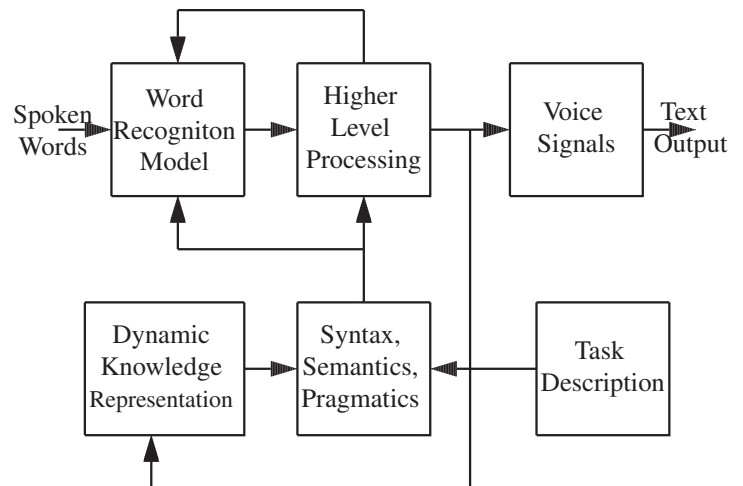 Spoken
Words
Word
Recogniton
Model
Higher
Level
Processing
Voice
Signals
Text
Output
Dynamic
Knowledge
Representation
Syntax,
Semantics,
Pragmatics
Task
Description